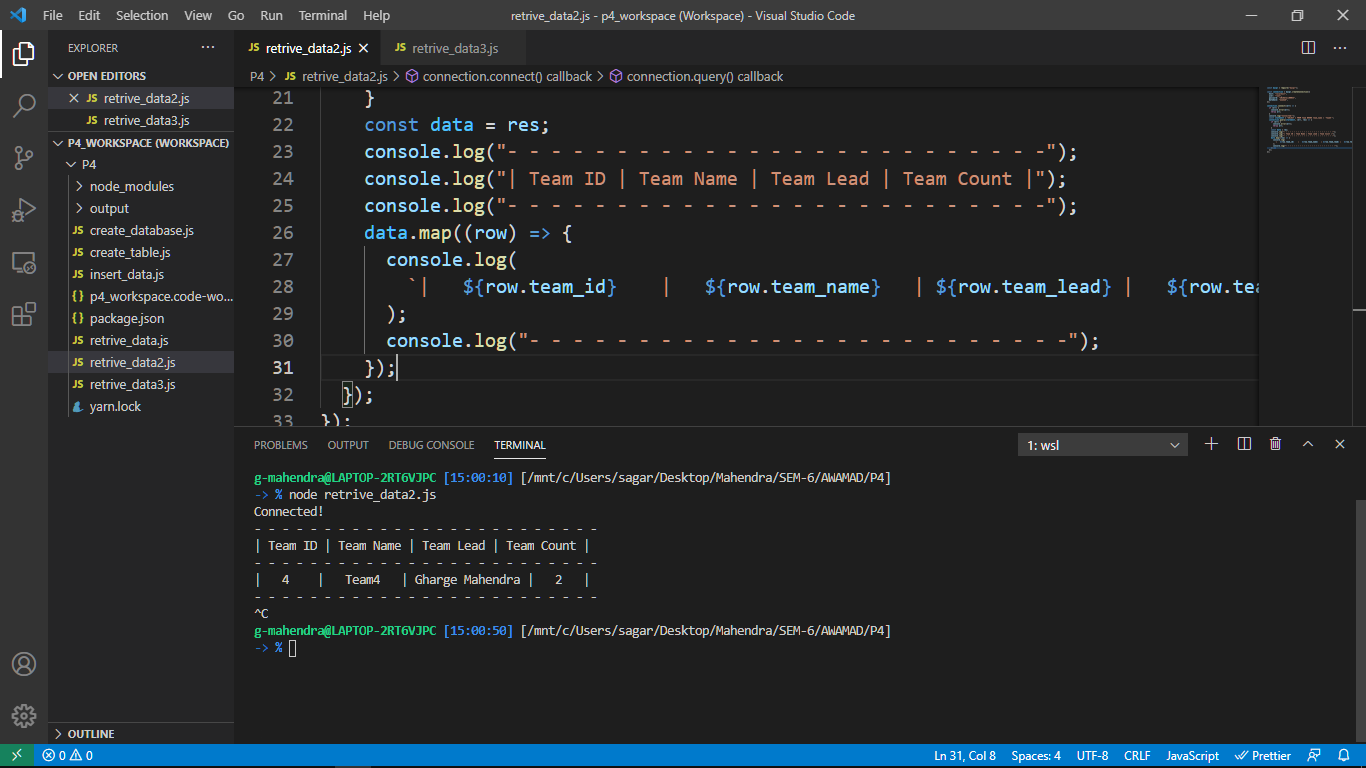 File Edit Selection View Go Run Terminal Help retrive_data2.js - p4_workspace (Workspace) - Visual Studio Code
EXPLORER
OPEN EDITORS
JS retrive_data2.js
JS retrive_data3.js
P4_WORKSPACE (WORKSPACE)
P4
node_modules
output
JS create_database.js
JS create_table.js
JS insert_data.js
{} p4_workspace.code-wo...
{} package.json
JS retrive_data.js
JS retrive_data2.js
JS retrive_data3.js
yarn.lock
OUTLINE
JS retrive_data2.js JS retrive_data3.js
P4 > JS retrive_data2.js > connection.connect() callback > connection.query() callback
21 }
22 const data = res;
23 console.log("- - - - - - - - - - - - - - - - - - - - - - - - -");
24 console.log("| Team ID | Team Name | Team Lead | Team Count |");
25 console.log("- - - - - - - - - - - - - - - - - - - - - - - - -");
26 data.map((row) => {
27 console.log(
28 `|   ${row.team_id}    |   ${row.team_name}   | ${row.team_lead} |   ${row.tea
29 );
30 console.log("- - - - - - - - - - - - - - - - - - - - - - - - -");
31 });
32 });
33 });
PROBLEMS OUTPUT DEBUG CONSOLE TERMINAL 1: wsl
g-mahendra@LAPTOP-2RT6VJPC [15:00:10] [/mnt/c/Users/sagar/Desktop/Mahendra/SEM-6/AWAMAD/P4]
-> % node retrive_data2.js
Connected!
- - - - - - - - - - - - - - - - - - - - - - - - -
| Team ID | Team Name | Team Lead | Team Count |
- - - - - - - - - - - - - - - - - - - - - - - - -
|   4    |   Team4   | Gharge Mahendra |   2   |
- - - - - - - - - - - - - - - - - - - - - - - - -
^C
g-mahendra@LAPTOP-2RT6VJPC [15:00:50] [/mnt/c/Users/sagar/Desktop/Mahendra/SEM-6/AWAMAD/P4]
-> %
0 0 Ln 31, Col 8 Spaces: 4 UTF-8 CRLF JavaScript Prettier